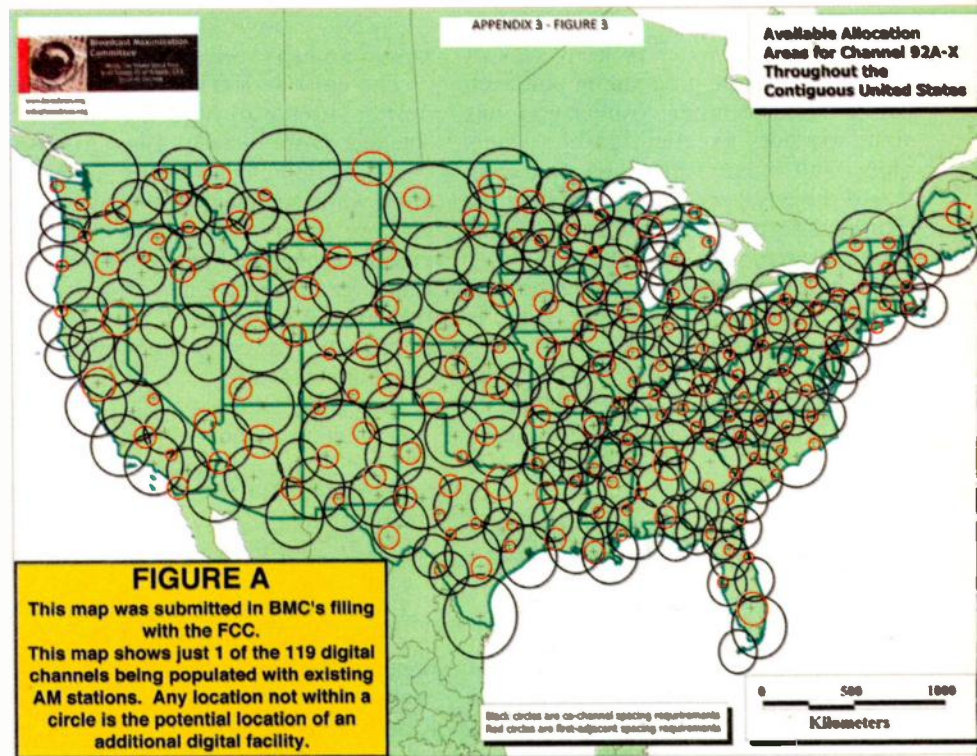 APPENDIX 3 - FIGURE 3
Broadcast Maximization
Committee
Available Allocation
Areas for Channel 92A-X
Throughout the
Contiguous United States
FIGURE A
This map was submitted in BMC's filing
with the FCC.
This map shows just 1 of the 119 digital
channels being populated with existing
AM stations. Any location not within a
circle is the potential location of an
additional digital facility.
Black circles are co-channel spacing requirements
Red circles are first-adjacent spacing requirements
0 500 1000
Kilometers